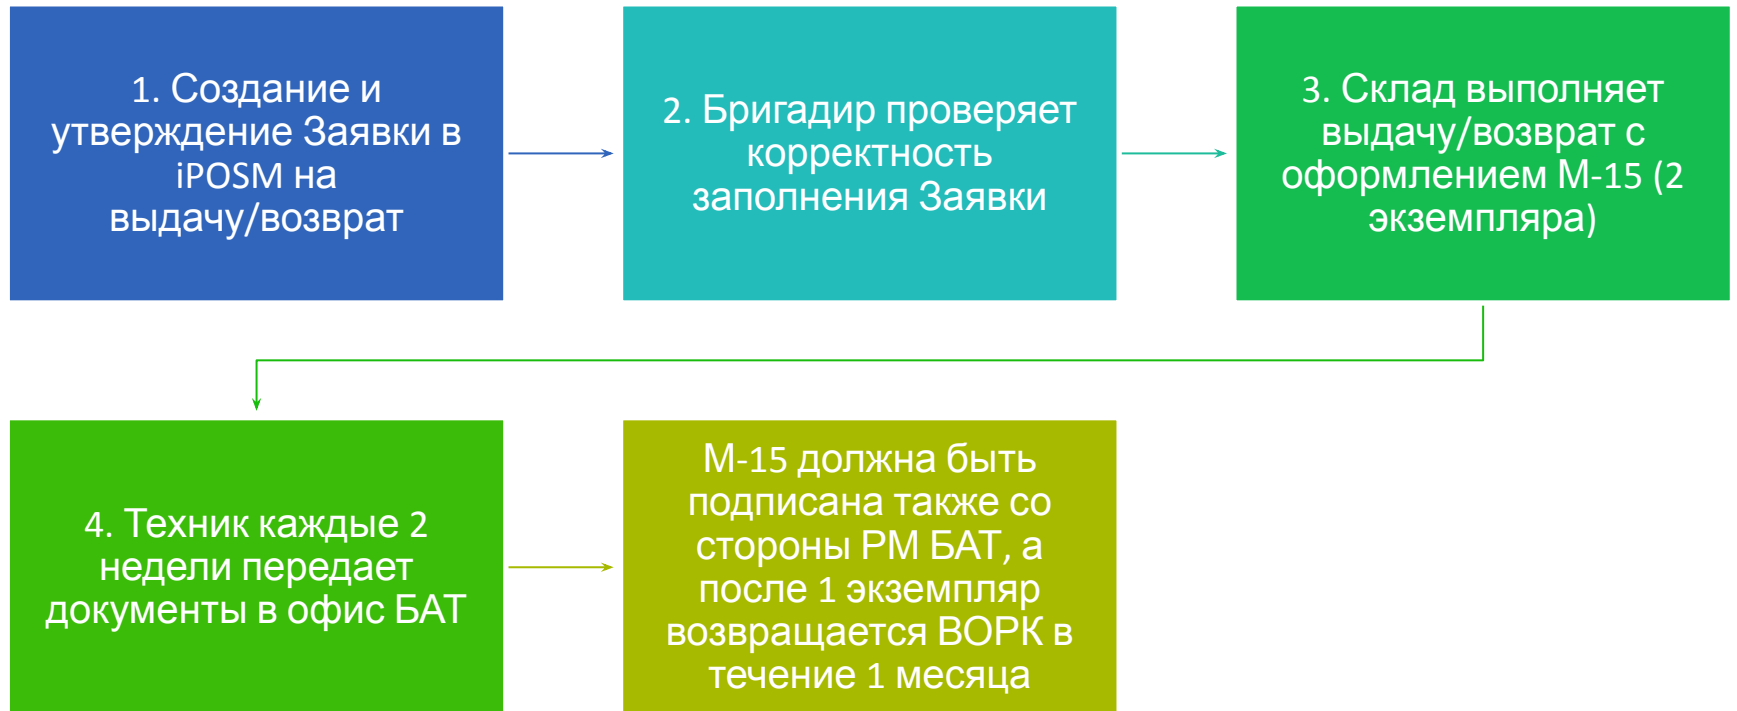 1. Создание и
утверждение Заявки в
iPOSM на
выдачу/возврат
2. Бригадир проверяет
корректность
заполнения Заявки
3. Склад выполняет
выдачу/возврат с
оформлением М-15 (2
экземпляра)
4. Техник каждые 2
недели передает
документы в офис БАТ
М-15 должна быть
подписана также со
стороны РМ БАТ, а
после 1 экземпляр
возвращается ВОРК в
течение 1 месяца